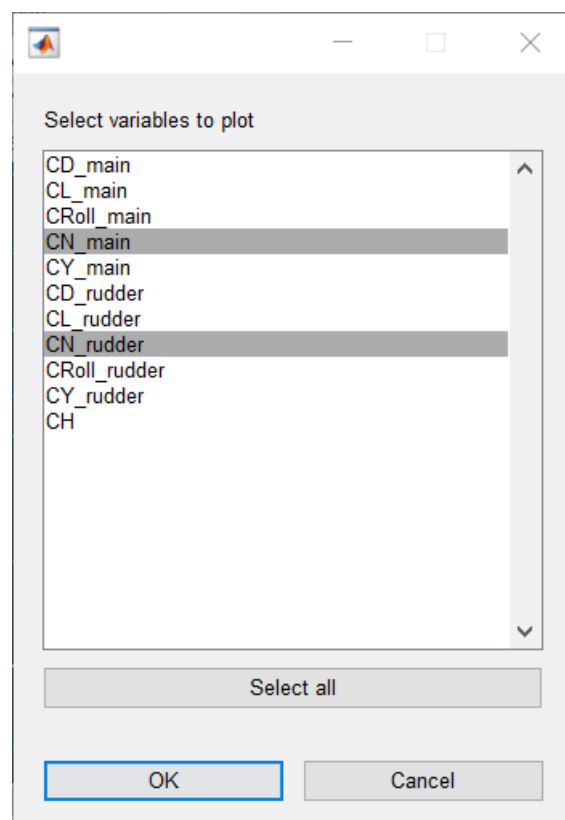 Select variables to plot
CD_main
CL_main
CRoll_main
CN_main
CY_main
CD_rudder
CL_rudder
CN_rudder
CRoll_rudder
CY_rudder
CH
Select all
OK
Cancel